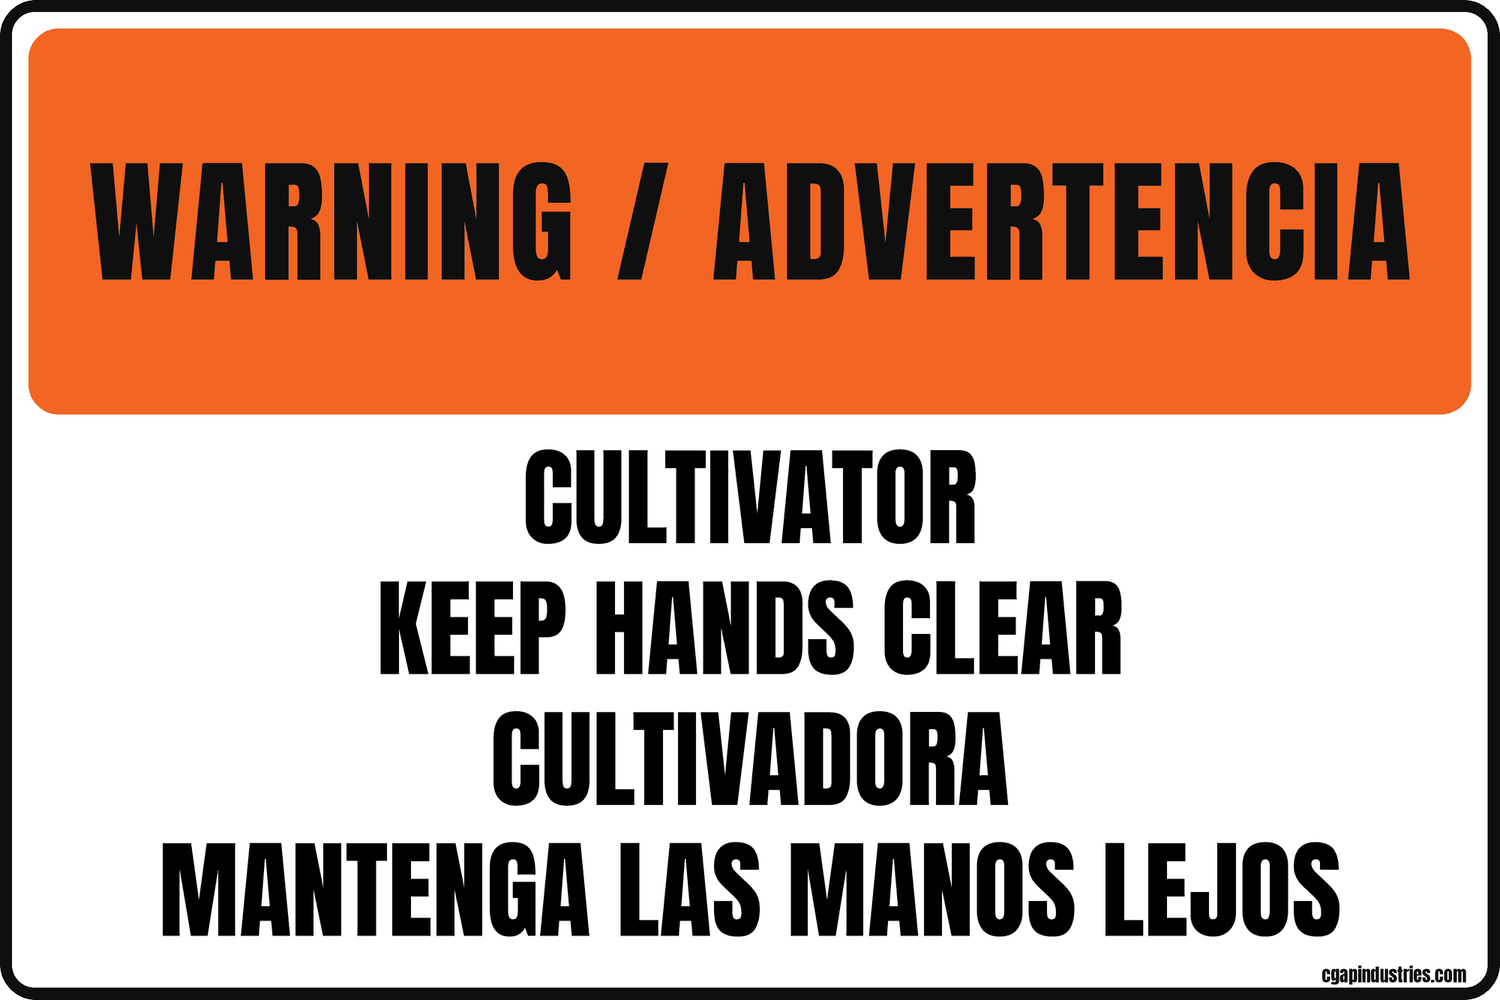 WARNING / ADVERTENCIA
CULTIVATOR
KEEP HANDS CLEAR
CULTIVADORA
MANTENGA LAS MANOS LEJOS
cgapindustries.com